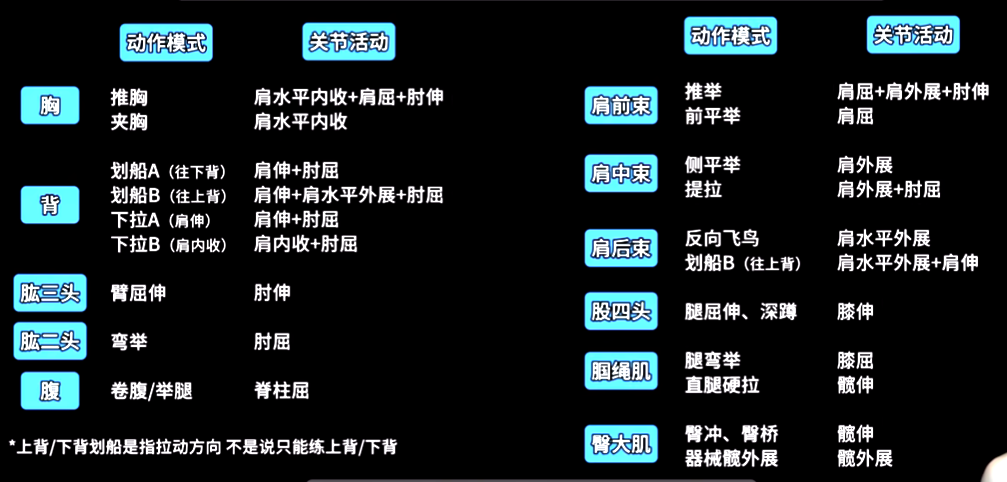 动作模式 关节活动
胸
推胸 肩水平内收+肩屈+肘伸
夹胸 肩水平内收
背
划船A（往下背） 肩伸+肘屈
划船B（往上背） 肩伸+肩水平外展+肘屈
下拉A（肩伸） 肩伸+肘屈
下拉B（肩内收） 肩内收+肘屈
肱三头
臂屈伸 肘伸
肱二头
弯举 肘屈
腹
卷腹/举腿 脊柱屈
*上背/下背划船是指拉动方向 不是说只能练上背/下背
动作模式 关节活动
肩前束
推举 肩屈+肩外展+肘伸
前平举 肩屈
肩中束
侧平举 肩外展
提拉 肩外展+肘屈
肩后束
反向飞鸟 肩水平外展
划船B（往上背） 肩水平外展+肩伸
股四头
腿屈伸、深蹲 膝伸
腘绳肌
腿弯举 膝屈
直腿硬拉 髋伸
臀大肌
臀冲、臀桥 髋伸
器械髋外展 髋外展